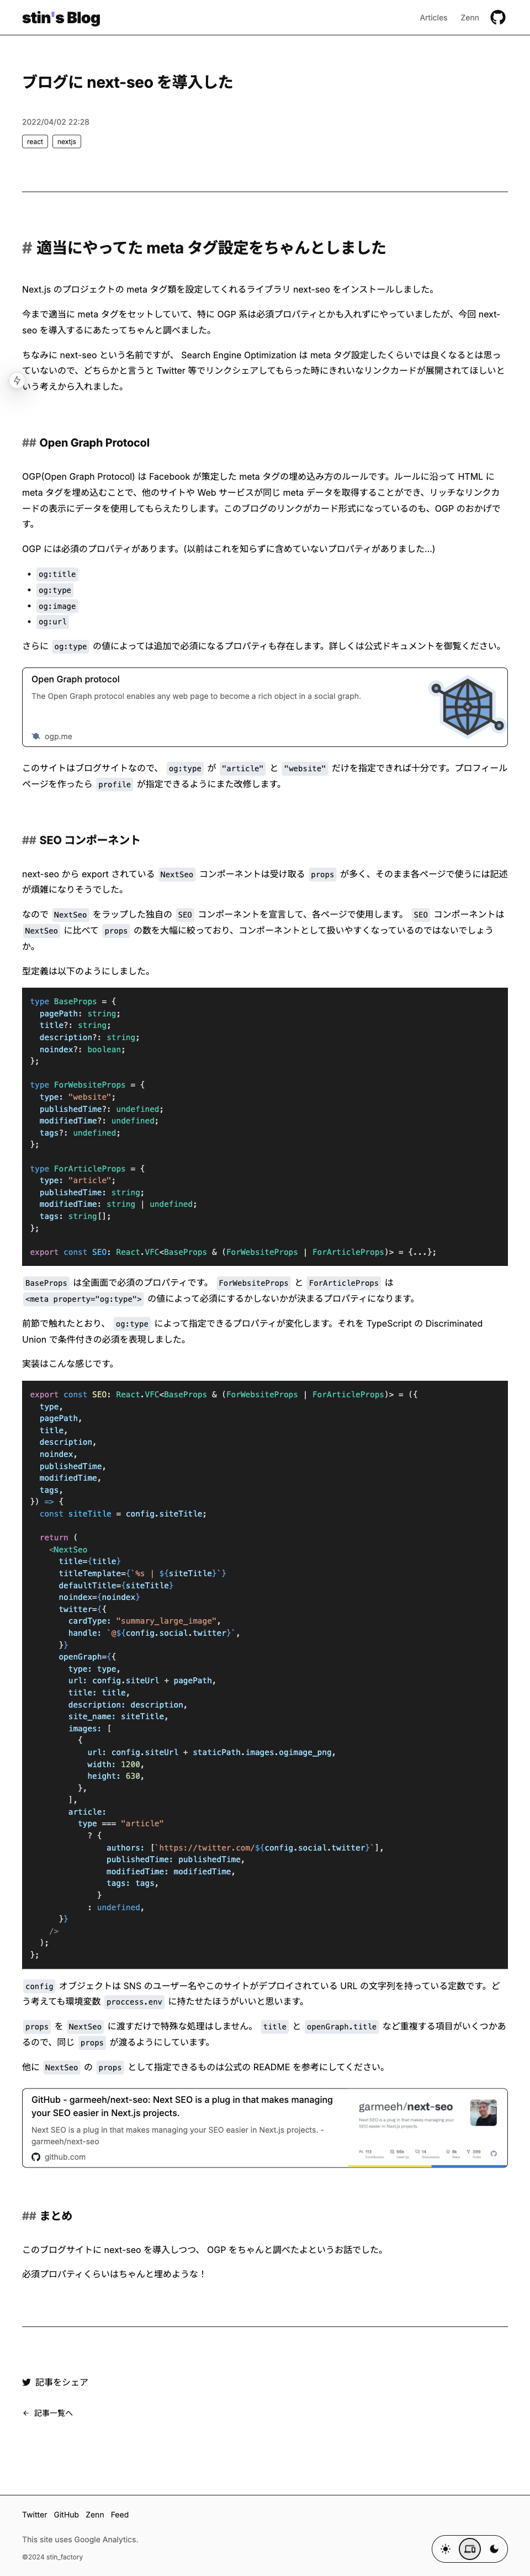 stin's Blog
Articles
Zenn
ブログに next-seo を導入した
2022/04/02 22:28
react
nextjs
# 適当にやってた meta タグ設定をちゃんとしました
Next.js のプロジェクトの meta タグ類を設定してくれるライブラリ next-seo をインストールしました。
今まで適当に meta タグをセットしていて、特に OGP 系は必須プロパティとかも入れずにやっていましたが、今回 next-
seo を導入するにあたってちゃんと調べました。
ちなみに next-seo という名前ですが、 Search Engine Optimization は meta タグ設定したくらいでは良くなるとは思っ
ていないので、どちらかと言うと Twitter 等でリンクシェアしてもらった時にきれいなリンクカードが展開されてほしいと
いう考えから入れました。
## Open Graph Protocol
OGP(Open Graph Protocol) は Facebook が策定した meta タグの埋め込み方のルールです。ルールに沿って HTML に
meta タグを埋め込むことで、他のサイトや Web サービスが同じ meta データを取得することができ、リッチなリンクカ
ードの表示にデータを使用してもらえたりします。このブログのリンクがカード形式になっているのも、OGP のおかげで
す。
OGP には必須のプロパティがあります。(以前はこれを知らずに含めていないプロパティがありました...)
• og:title
• og:type
• og:image
• og:url
さらに og:type の値によっては追加で必須になるプロパティも存在します。詳しくは公式ドキュメントを御覧ください。
Open Graph protocol
The Open Graph protocol enables any web page to become a rich object in a social graph.
ogp.me
このサイトはブログサイトなので、 og:type が "article" と "website" だけを指定できれば十分です。プロフィール
ページを作ったら profile が指定できるようにまた改修します。
## SEO コンポーネント
next-seo から export されている NextSeo コンポーネントは受け取る props が多く、そのまま各ページで使うには記述
が煩雑になりそうでした。
なので NextSeo をラップした独自の SEO コンポーネントを宣言して、各ページで使用します。 SEO コンポーネントは
NextSeo に比べて props の数を大幅に絞っており、コンポーネントとして扱いやすくなっているのではないでしょう
か。
型定義は以下のようにしました。
type BaseProps = {
  pagePath: string;
  title?: string;
  description?: string;
  noindex?: boolean;
};
type ForWebsiteProps = {
  type: "website";
  publishedTime?: undefined;
  modifiedTime?: undefined;
  tags?: undefined;
};
type ForArticleProps = {
  type: "article";
  publishedTime: string;
  modifiedTime: string | undefined;
  tags: string[];
};
export const SEO: React.VFC<BaseProps & (ForWebsiteProps | ForArticleProps)> = {...};
BaseProps は全画面で必須のプロパティです。 ForWebsiteProps と ForArticleProps は
<meta property="og:type"> の値によって必須にするかしないかが決まるプロパティになります。
前節で触れたとおり、 og:type によって指定できるプロパティが変化します。それを TypeScript の Discriminated
Union で条件付きの必須を表現しました。
実装はこんな感じです。
export const SEO: React.VFC<BaseProps & (ForWebsiteProps | ForArticleProps)> = ({
  type,
  pagePath,
  title,
  description,
  noindex,
  publishedTime,
  modifiedTime,
  tags,
}) => {
  const siteTitle = config.siteTitle;
  return (
    <NextSeo
      title={title}
      titleTemplate={`%s | ${siteTitle}`}
      defaultTitle={siteTitle}
      noindex={noindex}
      twitter={{
        cardType: "summary_large_image",
        handle: `@${config.social.twitter}`,
      }}
      openGraph={{
        type: type,
        url: config.siteUrl + pagePath,
        title: title,
        description: description,
        site_name: siteTitle,
        images: [
          {
            url: config.siteUrl + staticPath.images.ogimage_png,
            width: 1200,
            height: 630,
          },
        ],
        article:
          type === "article"
            ? {
                authors: [`https://twitter.com/${config.social.twitter}`],
                publishedTime: publishedTime,
                modifiedTime: modifiedTime,
                tags: tags,
              }
            : undefined,
      }}
    />
  );
};
config オブジェクトは SNS のユーザー名やこのサイトがデプロイされている URL の文字列を持っている定数です。ど
う考えても環境変数 proccess.env に持たせたほうがいいと思います。
props を NextSeo に渡すだけで特殊な処理はしません。 title と openGraph.title など重複する項目がいくつかあ
るので、同じ props が渡るようにしています。
他に NextSeo の props として指定できるものは公式の README を参考にしてください。
GitHub - garmeeh/next-seo: Next SEO is a plug in that makes managing
your SEO easier in Next.js projects.
Next SEO is a plug in that makes managing your SEO easier in Next.js projects. -
garmeeh/next-seo
github.com
garmeeh/next-seo
Next SEO is a plug in that makes managing your SEO easier in Next.js projects.
## まとめ
このブログサイトに next-seo を導入しつつ、 OGP をちゃんと調べたよというお話でした。
必須プロパティくらいはちゃんと埋めような！
記事をシェア
← 記事一覧へ
Twitter
GitHub
Zenn
Feed
This site uses Google Analytics.
©2024 stin_factory